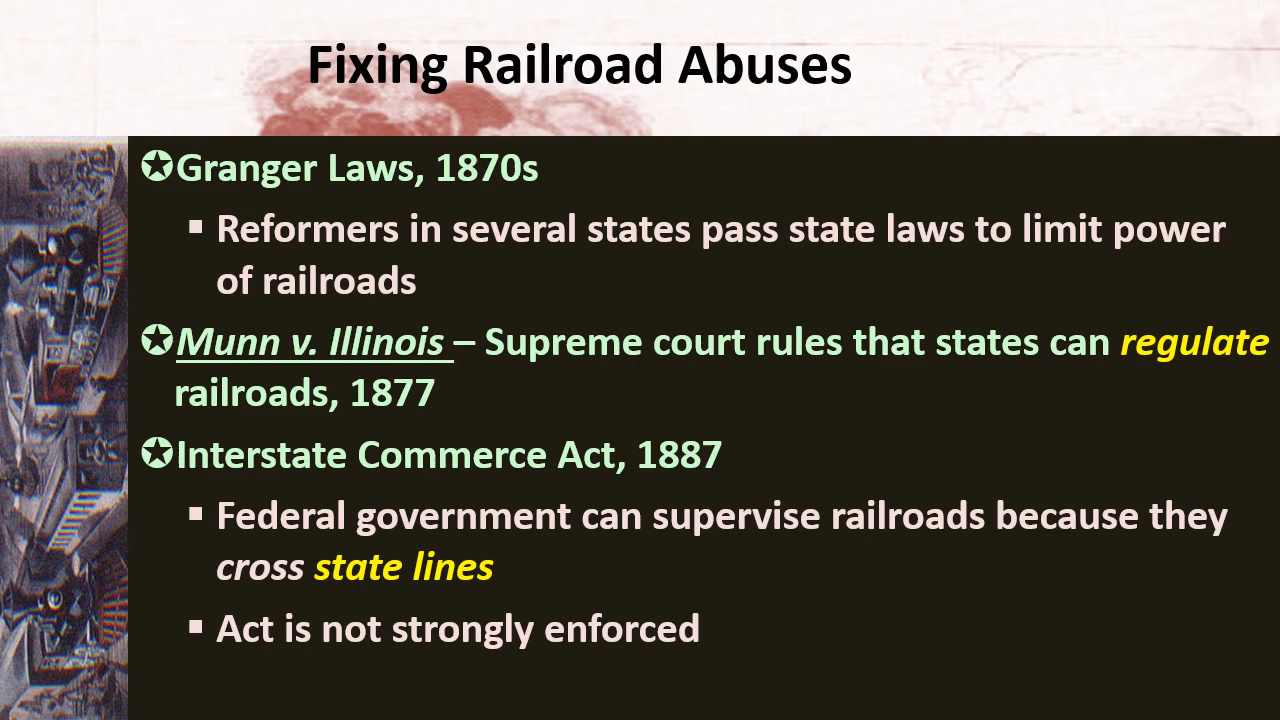 Fixing Railroad Abuses
✪Granger Laws, 1870s
▪ Reformers in several states pass state laws to limit power
of railroads
✪Munn v. Illinois – Supreme court rules that states can regulate
railroads, 1877
✪Interstate Commerce Act, 1887
▪ Federal government can supervise railroads because they
cross state lines
▪ Act is not strongly enforced